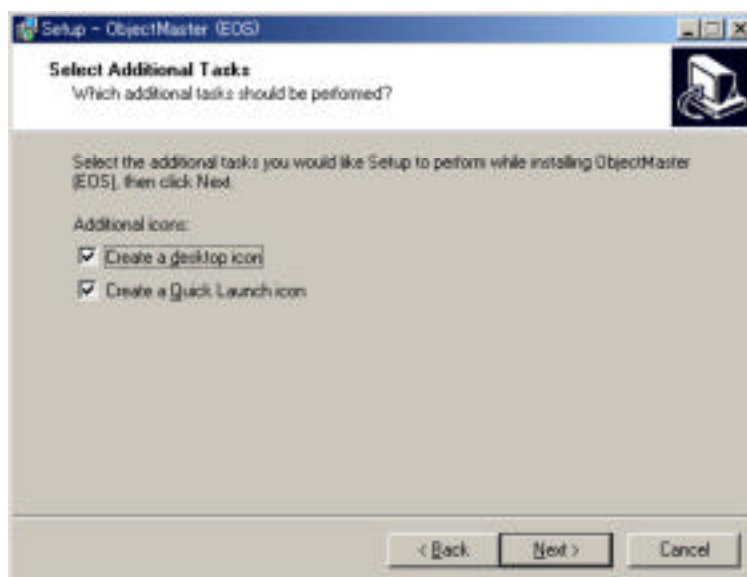 Setup - ObjectMaster (EOS)
Select Additional Tasks
Which additional tasks should be performed?
Select the additional tasks you would like Setup to perform while installing ObjectMaster
(EOS), then click Next.
Additional icons:
Create a desktop icon
Create a Quick Launch icon
< Back
Next >
Cancel